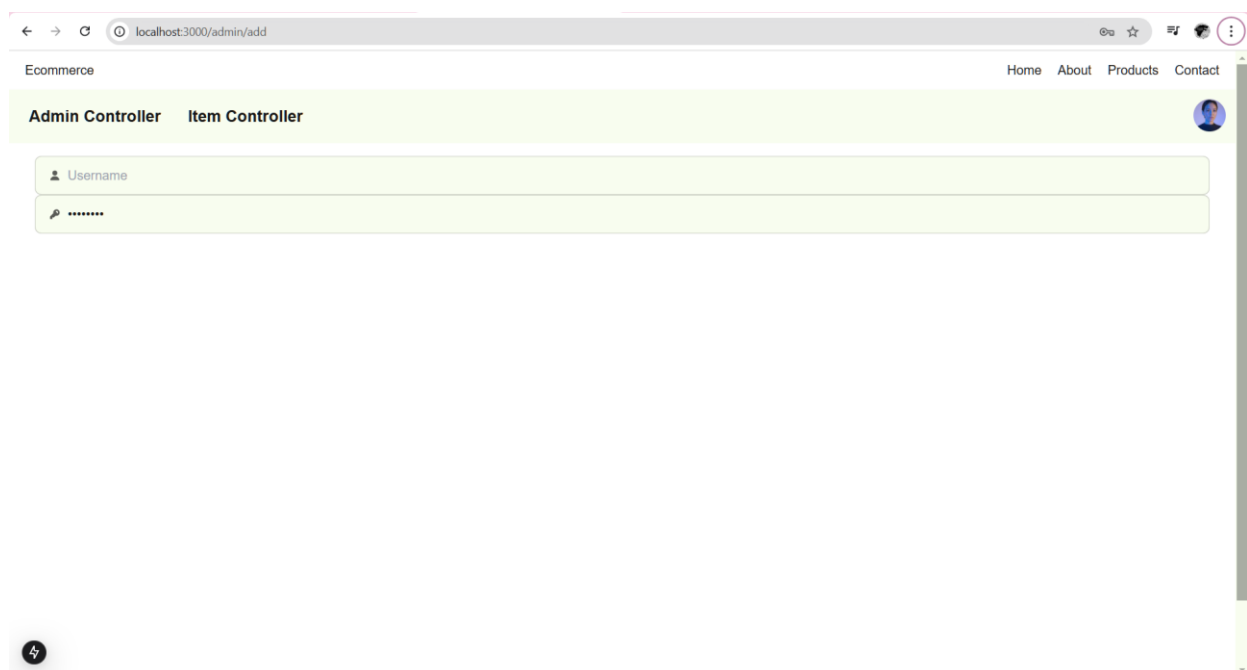 localhost:3000/admin/add
Ecommerce
Home About Products Contact
Admin Controller Item Controller
Username
••••••••